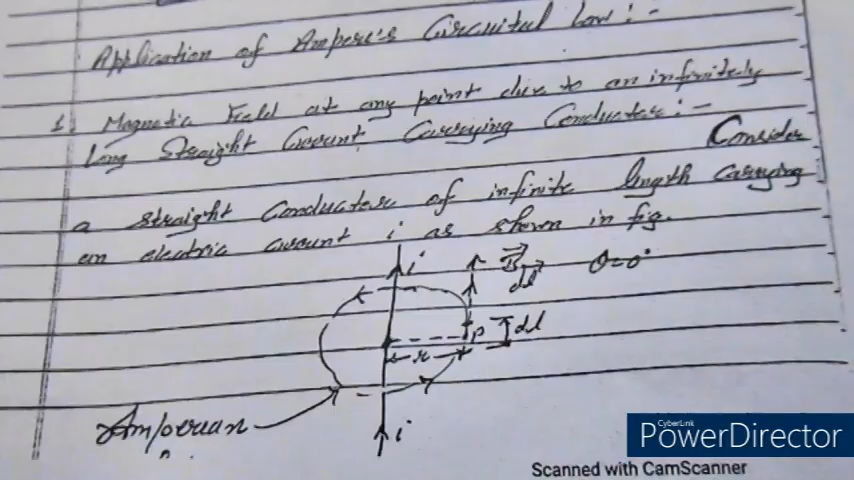 Application of Ampere's Circuital Law :-
1. Magnetic Field at any point due to an infinitely
Long Straight Current Carrying Conductor :-
Consider
a straight Conductor of infinite length carrying
an electric current i as shown in fig.
i
B
dl
θ=0°
P
dl
r
Amperian
i
CyberLink
PowerDirector
Scanned with CamScanner